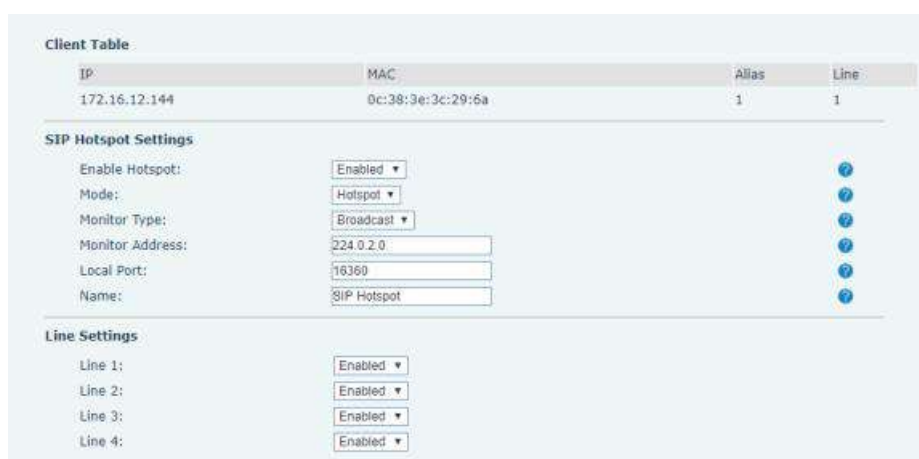 Client Table
IP MAC Alias Line
172.16.12.144 0c:38:3e:3c:29:6a 1 1
SIP Hotspot Settings
Enable Hotspot: Enabled
Mode: Hotspot
Monitor Type: Broadcast
Monitor Address: 224.0.2.0
Local Port: 16360
Name: SIP Hotspot
Line Settings
Line 1: Enabled
Line 2: Enabled
Line 3: Enabled
Line 4: Enabled